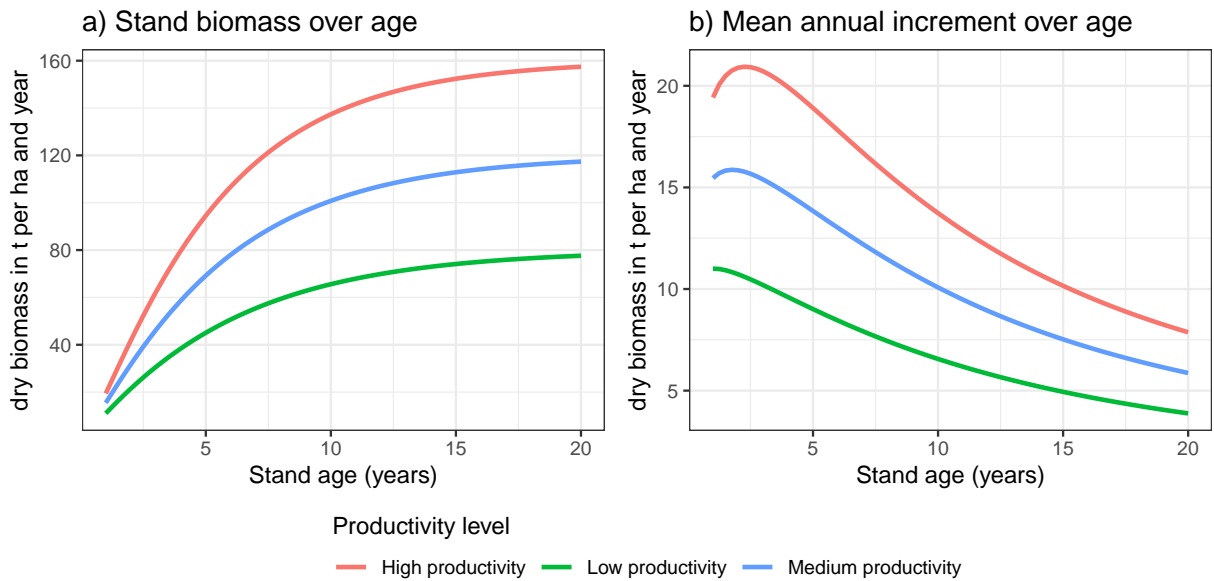 a) Stand biomass over age
dry biomass in t per ha and year
160
120
80
40
5 10 15 20
Stand age (years)
b) Mean annual increment over age
dry biomass in t per ha and year
20
15
10
5
5 10 15 20
Stand age (years)
Productivity level
High productivity Low productivity Medium productivity